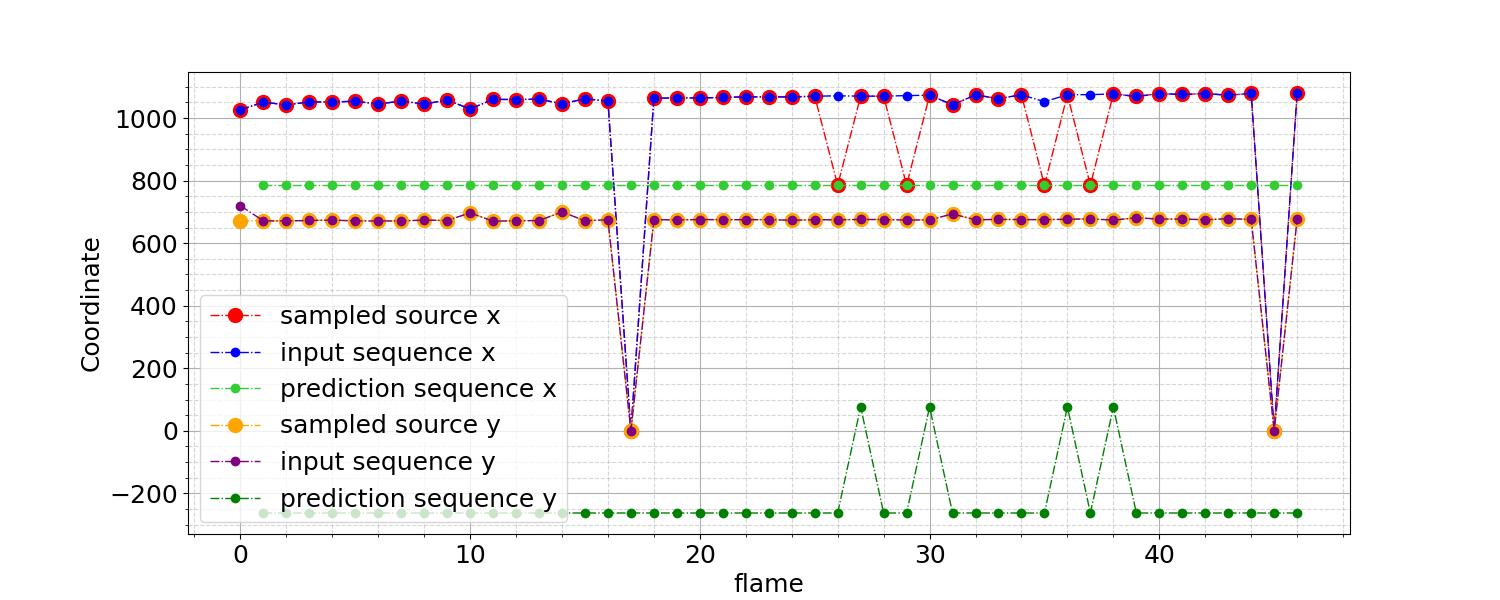 1000
800
600
400
200
0
−200
Coordinate
sampled source x
input sequence x
prediction sequence x
sampled source y
input sequence y
prediction sequence y
0 10 20 30 40
flame